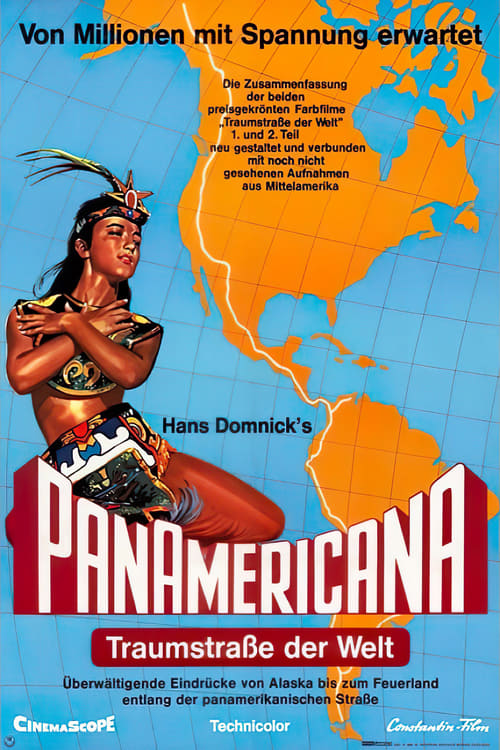 Von Millionen mit Spannung erwartet
Die Zusammenfassung
der beiden
preisgekrönten Farbfilme
„Traumstraße der Welt"
1. und 2. Teil
neu gestaltet und verbunden
mit noch nicht
gesehenen Aufnahmen
aus Mittelamerika
Hans Domnick's
PANAMERICANA
Traumstraße der Welt
Überwältigende Eindrücke von Alaska bis zum Feuerland
entlang der panamerikanischen Straße
CINEMASCOPE Technicolor Constantin-Film